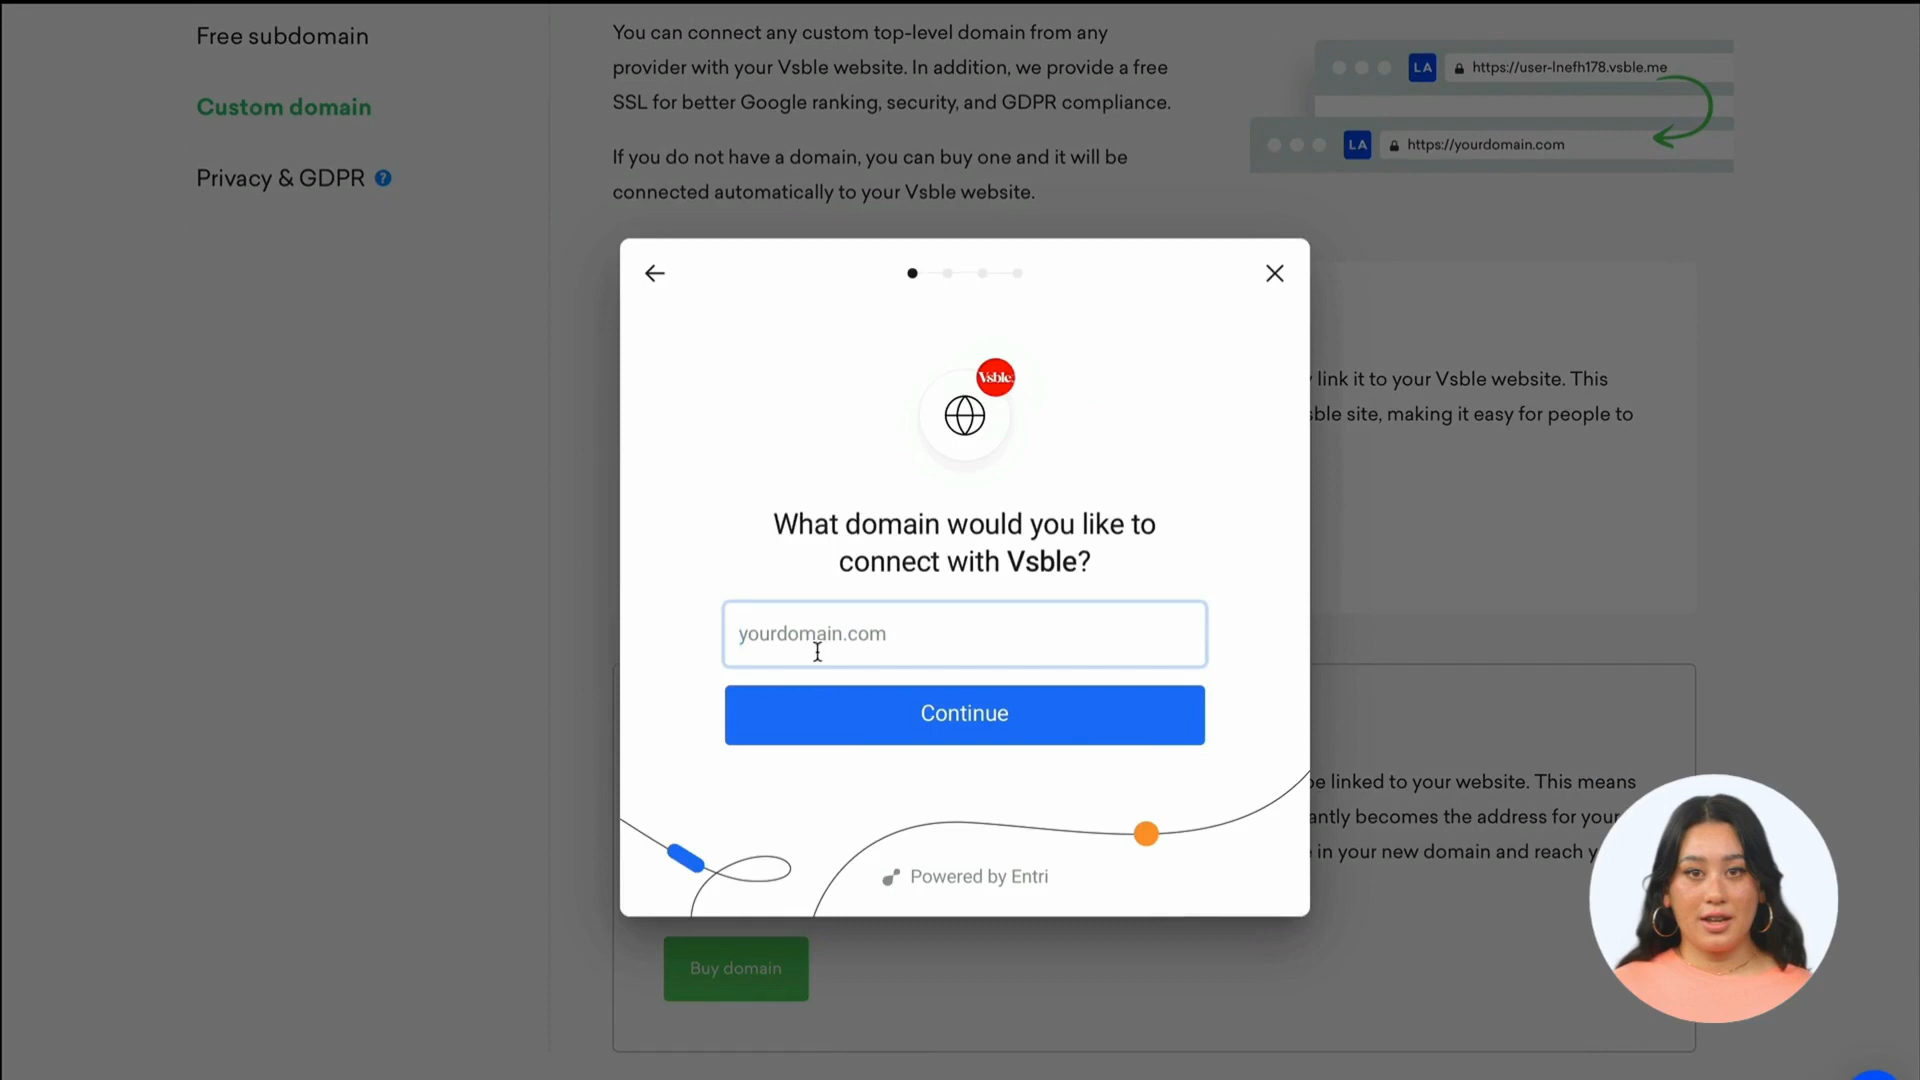 Free subdomain
Custom domain
Privacy & GDPR ?
You can connect any custom top-level domain from any
provider with your Vsble website. In addition, we provide a free
SSL for better Google ranking, security, and GDPR compliance.
If you do not have a domain, you can buy one and it will be
connected automatically to your Vsble website.
LA https://user-lnefh178.vsble.me
LA https://yourdomain.com
link it to your Vsble website. This
sble site, making it easy for people to
Vsble.
What domain would you like to
connect with Vsble?
yourdomain.com
Continue
Powered by Entri
be linked to your website. This means
antly becomes the address for your
in your new domain and reach y
Buy domain